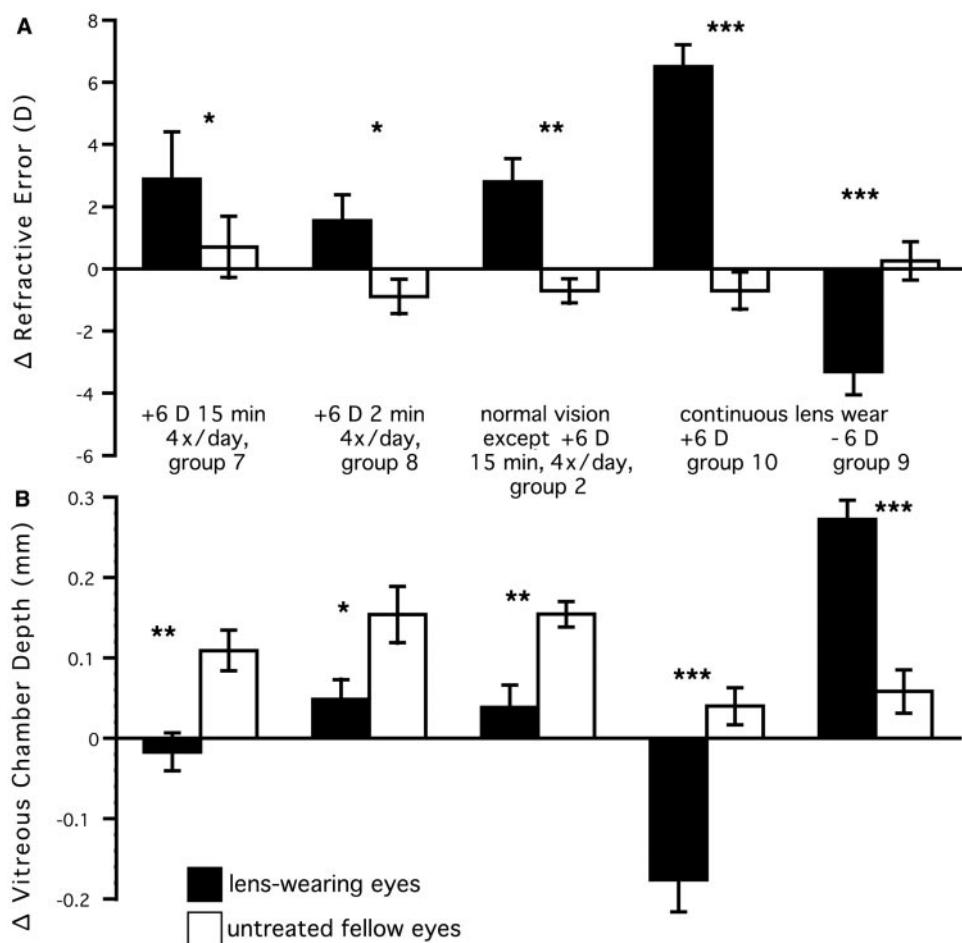 A
Δ Refractive Error (D)
8
6
4
2
0
-2
-4
-6
*
*
**
***
***
+6 D 15 min
4x/day,
group 7
+6 D 2 min
4x/day,
group 8
normal vision
except +6 D
15 min, 4x/day,
group 2
continuous lens wear
+6 D
group 10
- 6 D
group 9
B
Δ Vitreous Chamber Depth (mm)
0.3
0.2
0.1
0
-0.1
-0.2
**
*
**
***
***
lens-wearing eyes
untreated fellow eyes